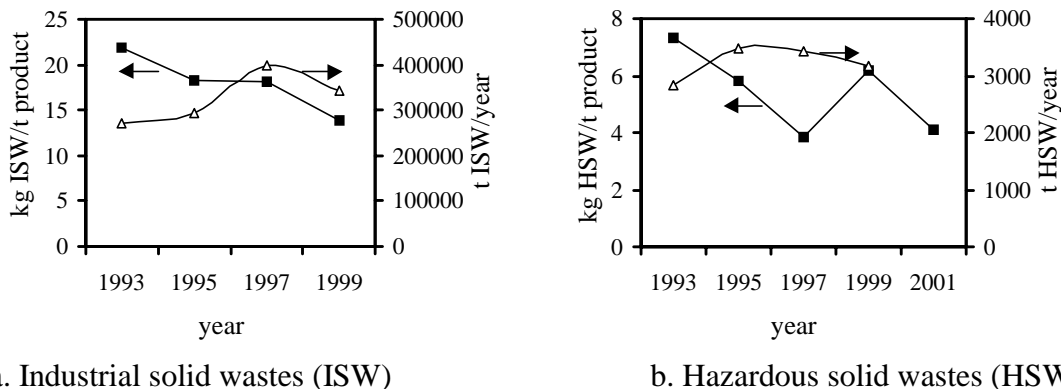 25
20
15
10
5
0
kg ISW/t product
500000
400000
300000
200000
100000
0
t ISW/year
1993 1995 1997 1999
year
a. Industrial solid wastes (ISW)
8
6
4
2
0
kg HSW/t product
4000
3000
2000
1000
0
t HSW/year
1993 1995 1997 1999 2001
year
b. Hazardous solid wastes (HSW